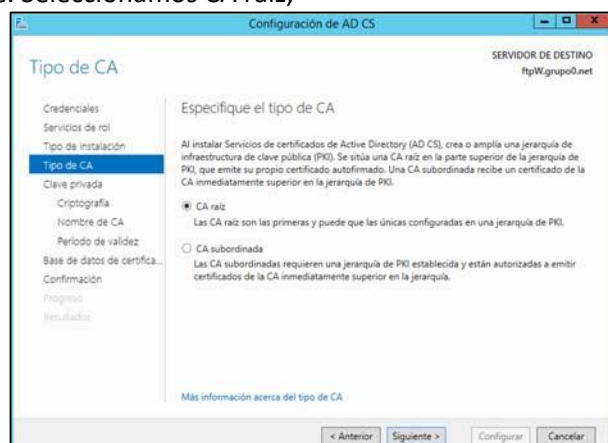 Seleccionamos CA raíz,
Configuración de AD CS
SERVIDOR DE DESTINO
ftpW.grupo0.net
Tipo de CA
Credenciales
Servicios de rol
Tipo de instalación
Tipo de CA
Clave privada
Criptografía
Nombre de CA
Período de validez
Base de datos de certifica...
Confirmación
Progreso
Resultados
Especifique el tipo de CA
Al instalar Servicios de certificados de Active Directory (AD CS), crea o amplía una jerarquía de
infraestructura de clave pública (PKI). Se sitúa una CA raíz en la parte superior de la jerarquía de
PKI, que emite su propio certificado autofirmado. Una CA subordinada recibe un certificado de la
CA inmediatamente superior en la jerarquía de PKI.
CA raíz
Las CA raíz son las primeras y puede que las únicas configuradas en una jerarquía de PKI.
CA subordinada
Las CA subordinadas requieren una jerarquía de PKI establecida y están autorizadas a emitir
certificados de la CA inmediatamente superior en la jerarquía.
Más información acerca del tipo de CA
< Anterior
Siguiente >
Configurar
Cancelar